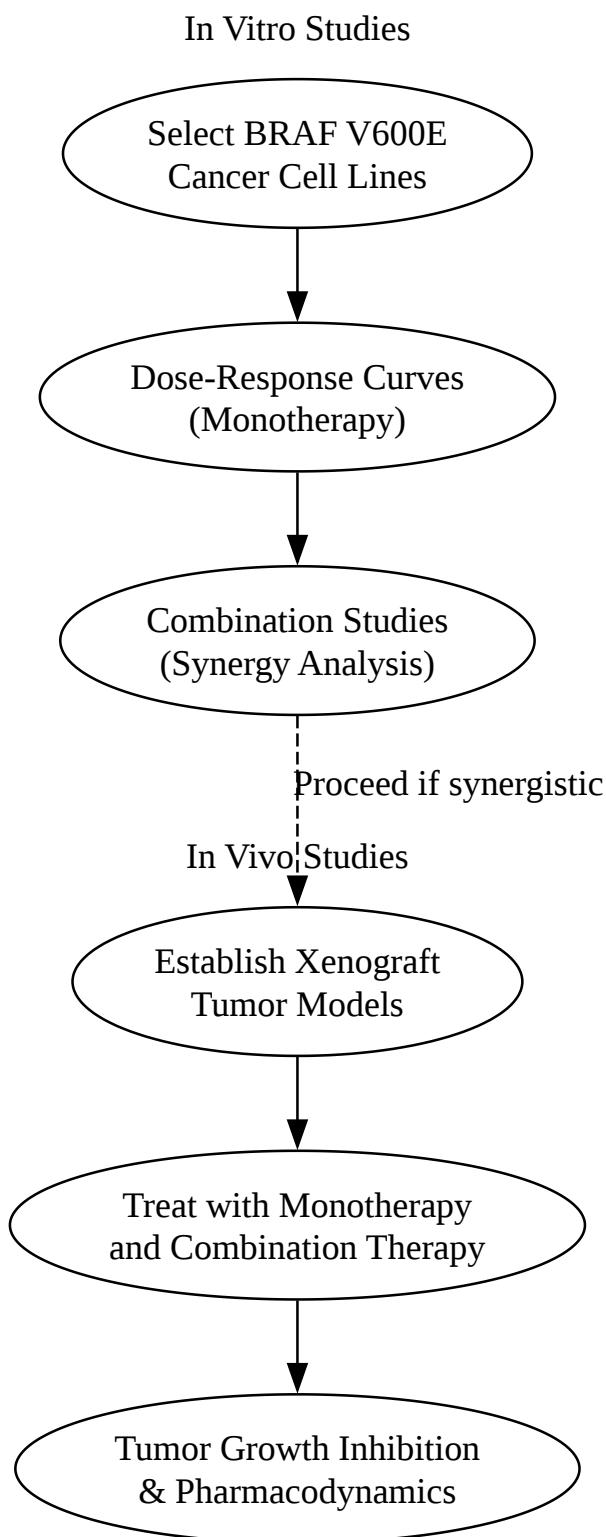 In Vitro Studies
Select BRAF V600E
Cancer Cell Lines
Dose-Response Curves
(Monotherapy)
Combination Studies
(Synergy Analysis)
Proceed if synergistic
In Vivo Studies
Establish Xenograft
Tumor Models
Treat with Monotherapy
and Combination Therapy
Tumor Growth Inhibition
& Pharmacodynamics